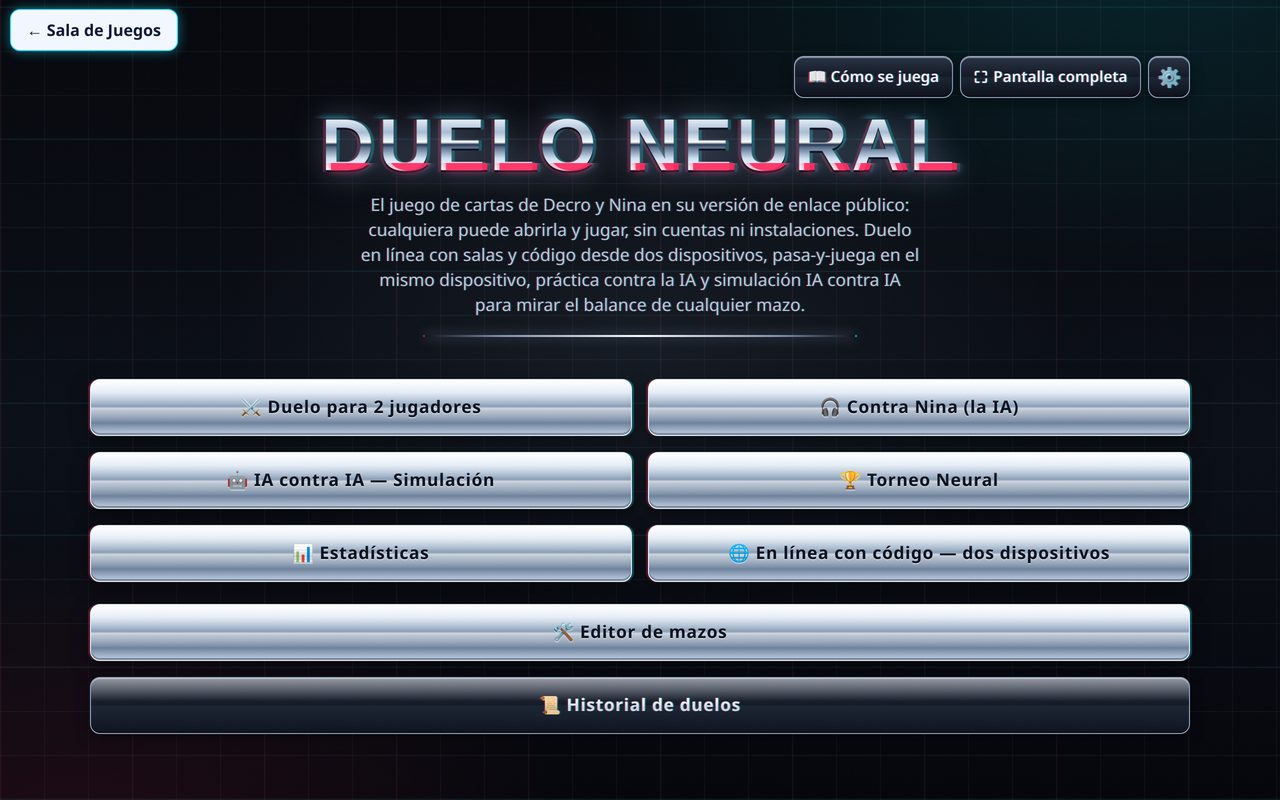 ← Sala de Juegos
📖 Cómo se juega
⛶ Pantalla completa
⚙️
DUELO NEURAL
El juego de cartas de Decro y Nina en su versión de enlace público:
cualquiera puede abrirla y jugar, sin cuentas ni instalaciones. Duelo
en línea con salas y código desde dos dispositivos, pasa-y-juega en el
mismo dispositivo, práctica contra la IA y simulación IA contra IA
para mirar el balance de cualquier mazo.
⚔️ Duelo para 2 jugadores
🎧 Contra Nina (la IA)
🤖 IA contra IA — Simulación
🏆 Torneo Neural
📊 Estadísticas
🌐 En línea con código — dos dispositivos
🛠️ Editor de mazos
📜 Historial de duelos